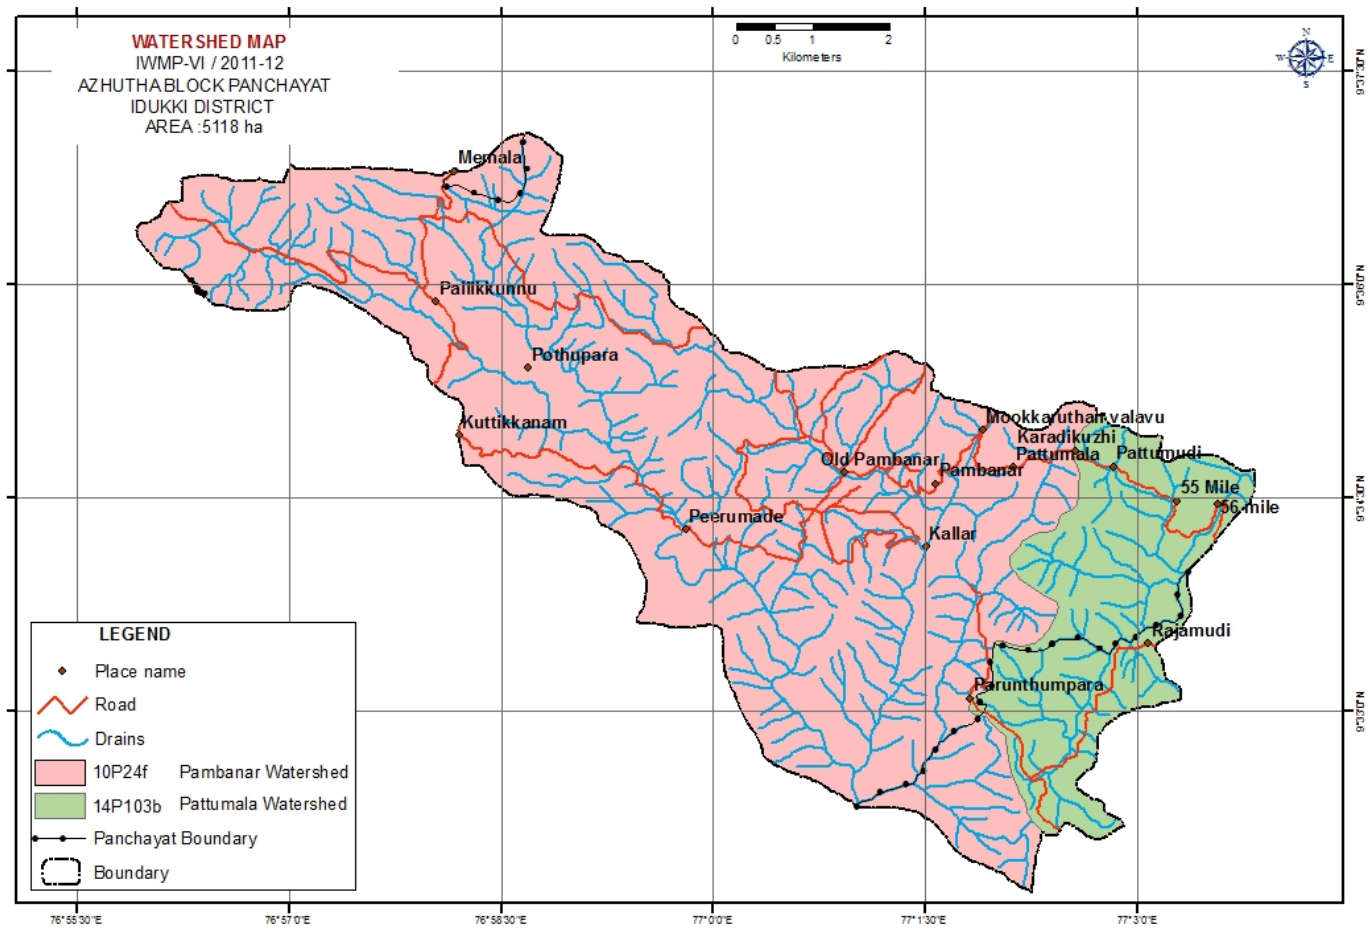 WATERSHED MAP
IWMP-VI / 2011-12
AZHUTHA BLOCK PANCHAYAT
IDUKKI DISTRICT
AREA :5118 ha
0 0.5 1 2
Kilometers
N
W E
S
9°37'30"N
Memala
9°36'0"N
Pallikkunnu
Pothupara
Kuttikkanam
Mookkaruthan valavu
Karadikuzhi
Old Pambanar
Pambanar
Pattumala
Pattumudi
55 Mile
56 mile
Peerumade
Kallar
Rajamudi
Parunthumpara
9°3'0"N
LEGEND
Place name
Road
Drains
10P24f Pambanar Watershed
14P103b Pattumala Watershed
Panchayat Boundary
Boundary
76°55'30"E 76°57'0"E 76°58'30"E 77°0'0"E 77°1'30"E 77°3'0"E